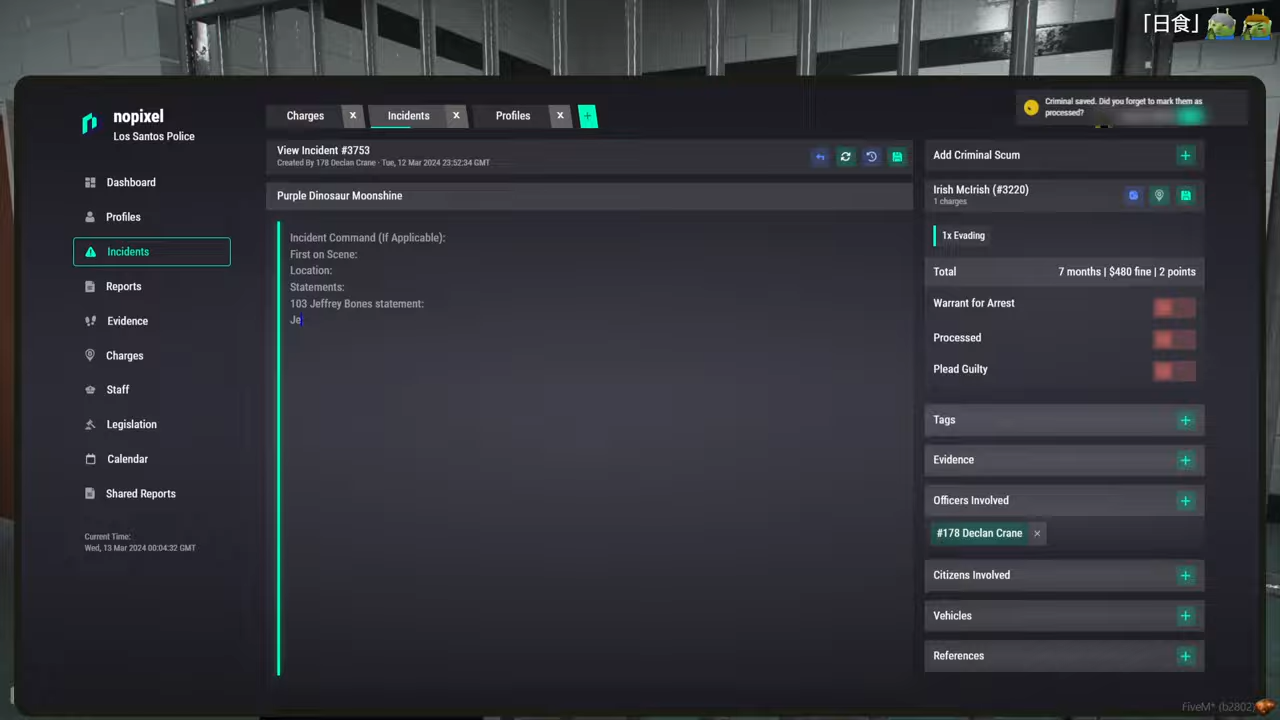 「日食」
nopixel
Los Santos Police
Dashboard
Profiles
Incidents
Reports
Evidence
Charges
Staff
Legislation
Calendar
Shared Reports
Current Time:
Wed, 13 Mar 2024 00:04:32 GMT
Charges x
Incidents x
Profiles x
+
View Incident #3753
Created By 178 Declan Crane · Tue, 12 Mar 2024 23:52:34 GMT
Purple Dinosaur Moonshine
Incident Command (If Applicable):
First on Scene:
Location:
Statements:
103 Jeffrey Bones statement:
Je
Criminal saved. Did you forget to mark them as
processed?
Add Criminal Scum +
Irish McIrish (#3220)
1 charges
1x Evading
Total 7 months | $480 fine | 2 points
Warrant for Arrest
Processed
Plead Guilty
Tags +
Evidence +
Officers Involved +
#178 Declan Crane ×
Citizens Involved +
Vehicles +
References +
FiveM* (b2802)